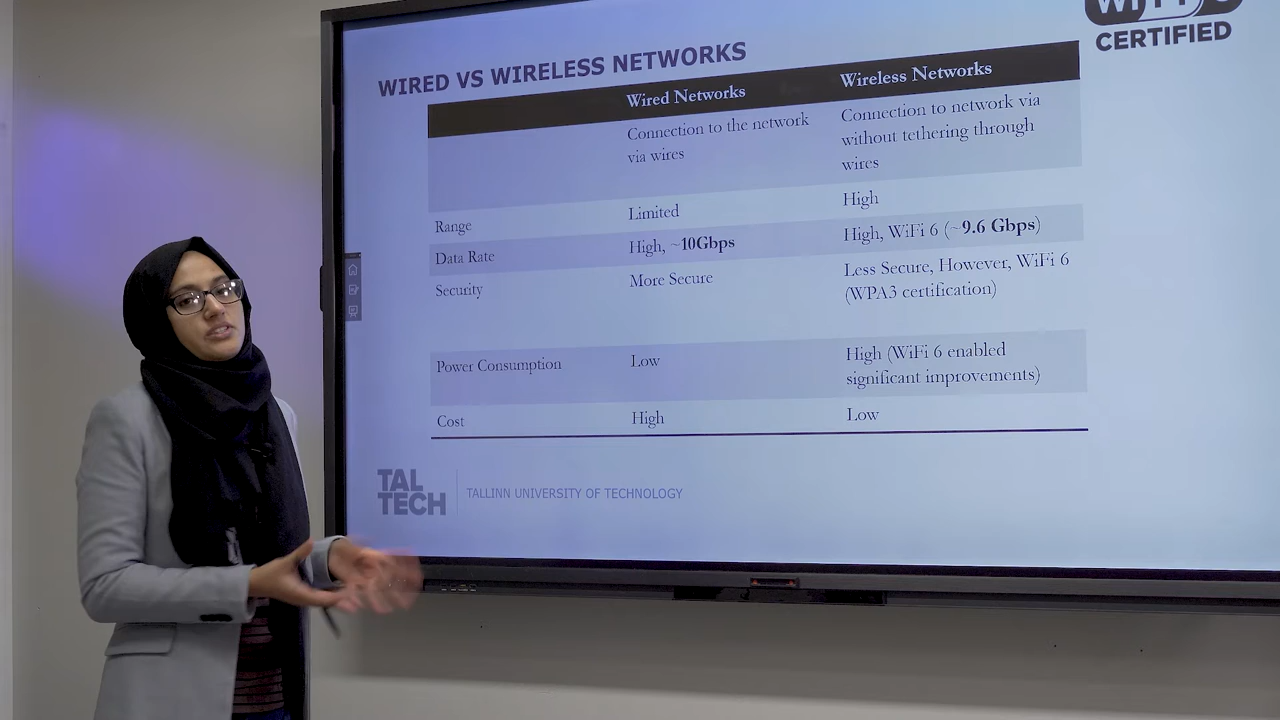 WiFi 6
CERTIFIED
WIRED VS WIRELESS NETWORKS
Wired Networks
Wireless Networks
Connection to the network
via wires
Connection to network via
without tethering through
wires
Range
Limited
High
Data Rate
High, ~10Gbps
High, WiFi 6 (~9.6 Gbps)
Security
More Secure
Less Secure, However, WiFi 6
(WPA3 certification)
Power Consumption
Low
High (WiFi 6 enabled
significant improvements)
Cost
High
Low
TAL
TECH
TALLINN UNIVERSITY OF TECHNOLOGY